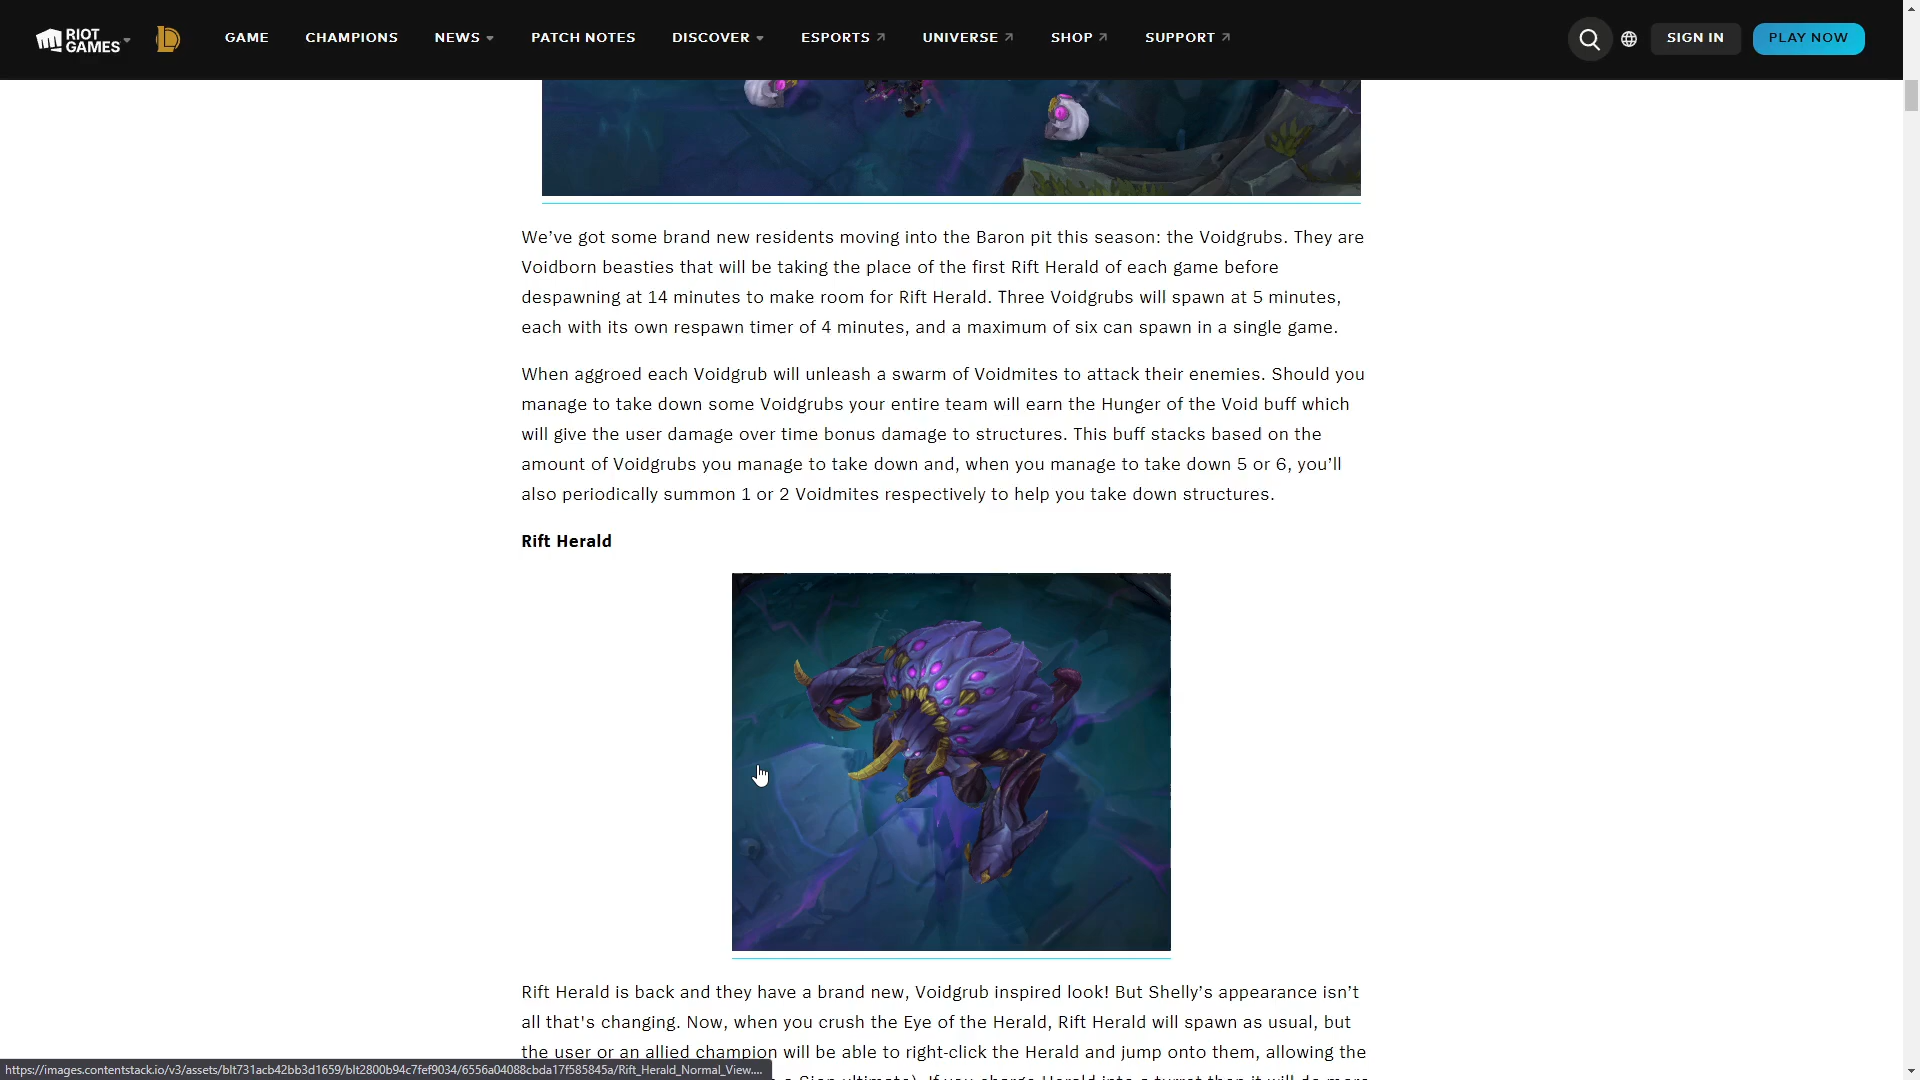 RIOT GAMES
GAME CHAMPIONS NEWS PATCH NOTES DISCOVER ESPORTS UNIVERSE SHOP SUPPORT SIGN IN PLAY NOW
We’ve got some brand new residents moving into the Baron pit this season: the Voidgrubs. They are
Voidborn beasties that will be taking the place of the first Rift Herald of each game before
despawning at 14 minutes to make room for Rift Herald. Three Voidgrubs will spawn at 5 minutes,
each with its own respawn timer of 4 minutes, and a maximum of six can spawn in a single game.
When aggroed each Voidgrub will unleash a swarm of Voidmites to attack their enemies. Should you
manage to take down some Voidgrubs your entire team will earn the Hunger of the Void buff which
will give the user damage over time bonus damage to structures. This buff stacks based on the
amount of Voidgrubs you manage to take down and, when you manage to take down 5 or 6, you’ll
also periodically summon 1 or 2 Voidmites respectively to help you take down structures.
Rift Herald
Rift Herald is back and they have a brand new, Voidgrub inspired look! But Shelly’s appearance isn’t
all that's changing. Now, when you crush the Eye of the Herald, Rift Herald will spawn as usual, but
the user or an allied champion will be able to right-click the Herald and jump onto them, allowing the
https://images.contentstack.io/v3/assets/blt731acb42bb3d1659/blt2800b94c7fef9034/6556a04088cbda17f585845a/Rift_Herald_Normal_View....